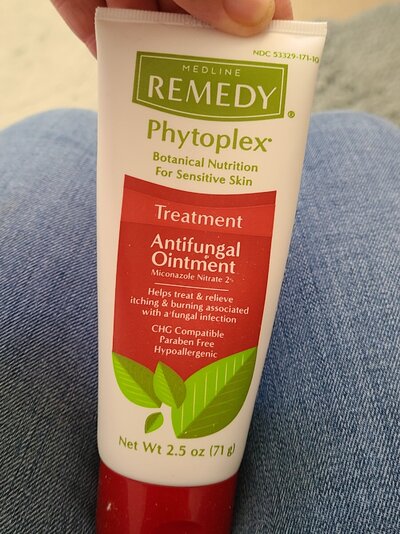 NDC 53329-171-10
MEDLINE
REMEDY®
Phytoplex®
Botanical Nutrition
For Sensitive Skin
Treatment
Antifungal
Ointment
Miconazole Nitrate 2%
Helps treat & relieve
itching & burning associated
with a fungal infection
CHG Compatible
Paraben Free
Hypoallergenic
Net Wt 2.5 oz (71 g)